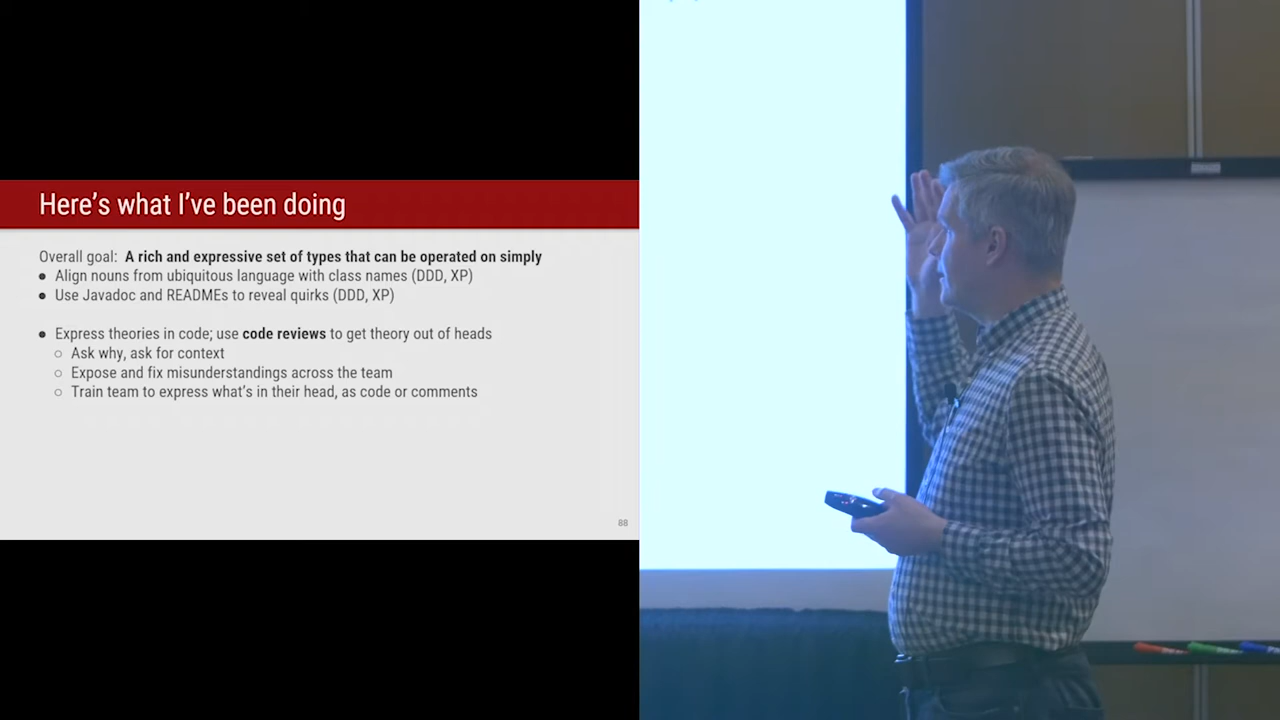 Here's what I've been doing
Overall goal: A rich and expressive set of types that can be operated on simply
● Align nouns from ubiquitous language with class names (DDD, XP)
● Use Javadoc and READMEs to reveal quirks (DDD, XP)
● Express theories in code; use code reviews to get theory out of heads
○ Ask why, ask for context
○ Expose and fix misunderstandings across the team
○ Train team to express what's in their head, as code or comments
88